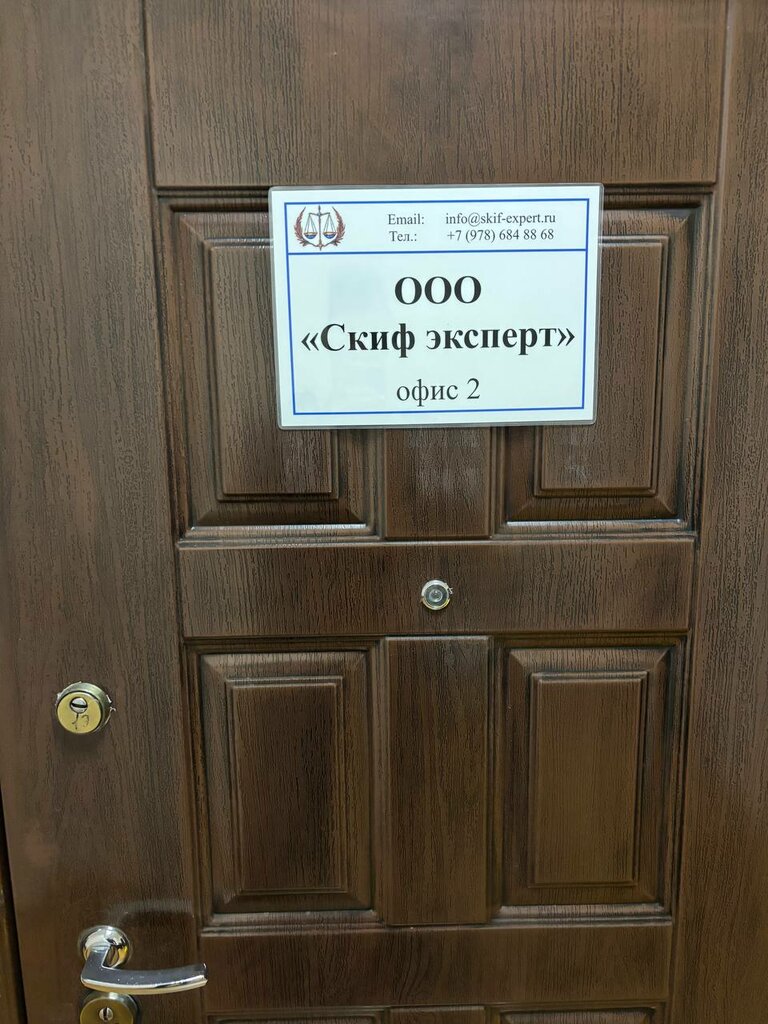 Email: info@skif-expert.ru
Тел.: +7 (978) 684 88 68
ООО
«Скиф эксперт»
офис 2